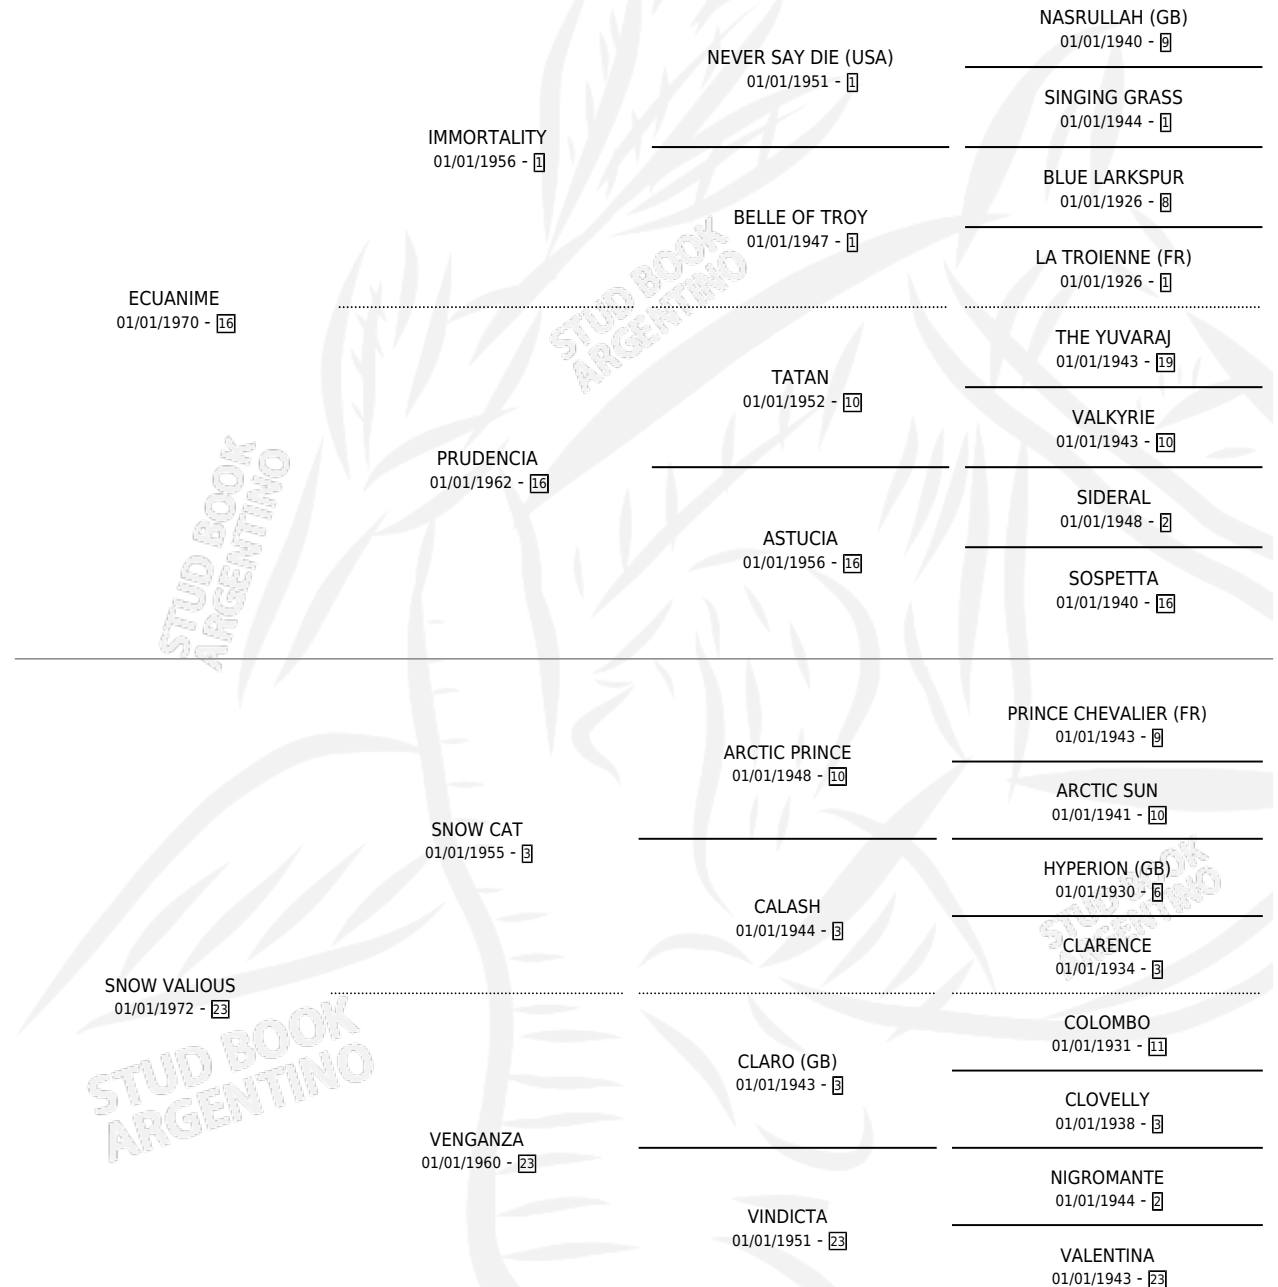 NASRULLAH (GB)
01/01/1940 - 9
NEVER SAY DIE (USA)
01/01/1951 - 1
SINGING GRASS
01/01/1944 - 1
IMMORTALITY
01/01/1956 - 1
BLUE LARKSPUR
01/01/1926 - 8
BELLE OF TROY
01/01/1947 - 1
LA TROIENNE (FR)
01/01/1926 - 1
ECUANIME
01/01/1970 - 16
THE YUVARAJ
01/01/1943 - 19
TATAN
01/01/1952 - 10
VALKYRIE
01/01/1943 - 10
PRUDENCIA
01/01/1962 - 16
SIDERAL
01/01/1948 - 2
ASTUCIA
01/01/1956 - 16
SOSPETTA
01/01/1940 - 16
PRINCE CHEVALIER (FR)
01/01/1943 - 9
ARCTIC PRINCE
01/01/1948 - 10
ARCTIC SUN
01/01/1941 - 10
SNOW CAT
01/01/1955 - 3
HYPERION (GB)
01/01/1930 - 6
CALASH
01/01/1944 - 3
CLARENCE
01/01/1934 - 3
SNOW VALIOUS
01/01/1972 - 23
COLOMBO
01/01/1931 - 11
CLARO (GB)
01/01/1943 - 3
CLOVELLY
01/01/1938 - 3
VENGANZA
01/01/1960 - 23
NIGROMANTE
01/01/1944 - 2
VINDICTA
01/01/1951 - 23
VALENTINA
01/01/1943 - 23
STUD BOOK
ARGENTINO
STUD BOOK
ARGENTINO
STUD BOOK
ARGENTINO
STUD BOOK
ARGENTINO